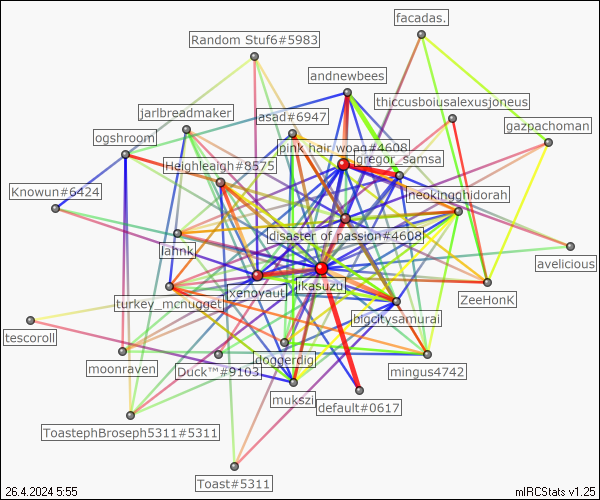 facadas.
Random Stuf6#5983
andnewbees
thiccusboiusalexusjoneus
jarlbreadmaker
asad#6947
gazpachoman
ogshroom
pink hair woag#4608
gregor_samsa
Heighleaigh#8575
Knowun#6424
neokingghidorah
disaster of passion#4608
lahnk
avelicious
xenovaut
ikasuzu
turkey_mcnugget
ZeeHonK
bigcitysamurai
tescoroll
doggerdig
moonraven
Duck™#9103
mingus4742
mukszi
default#0617
ToastephBroseph5311#5311
Toast#5311
26.4.2024 5:55
mIRCStats v1.25